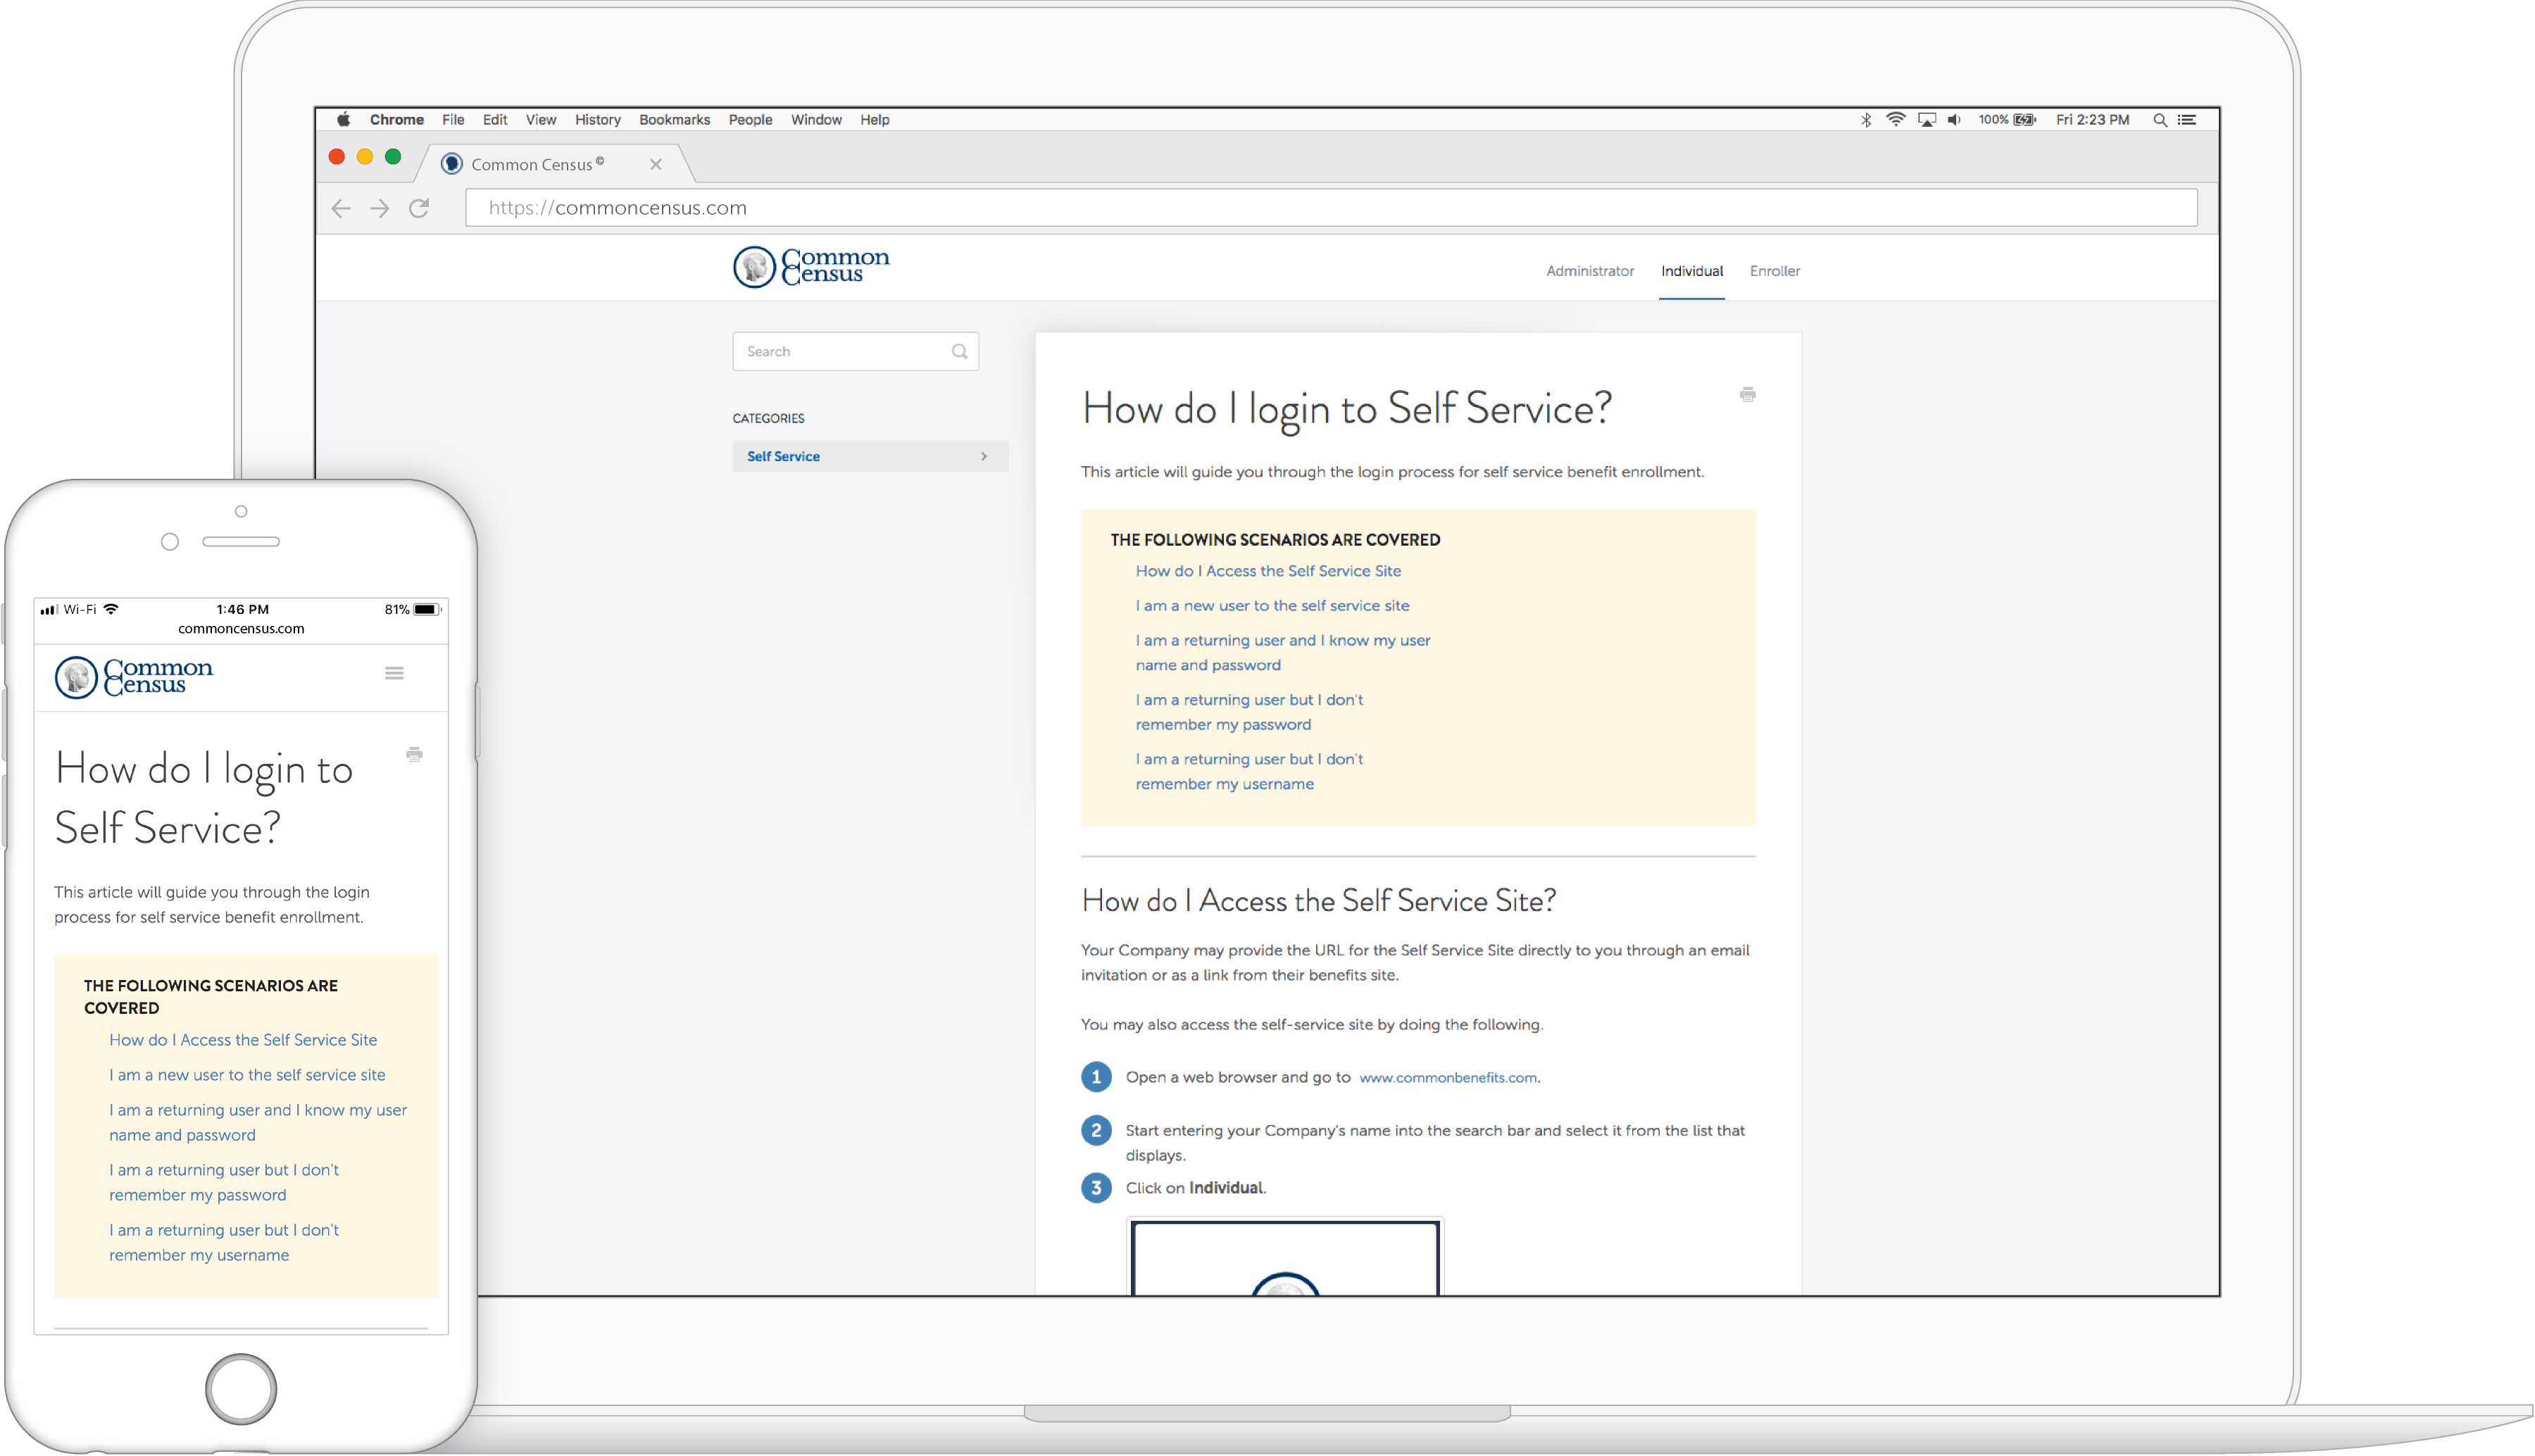 Chrome File Edit View History Bookmarks People Window Help 100% Fri 2:23 PM
Common Census ©
https://commoncensus.com
Common
Census
Administrator Individual Enroller
Search
CATEGORIES
Self Service
How do I login to Self Service?
This article will guide you through the login process for self service benefit enrollment.
THE FOLLOWING SCENARIOS ARE COVERED
How do I Access the Self Service Site
I am a new user to the self service site
I am a returning user and I know my user
name and password
I am a returning user but I don't
remember my password
I am a returning user but I don't
remember my username
How do I Access the Self Service Site?
Your Company may provide the URL for the Self Service Site directly to you through an email
invitation or as a link from their benefits site.
You may also access the self-service site by doing the following.
1 Open a web browser and go to www.commonbenefits.com.
2 Start entering your Company's name into the search bar and select it from the list that
displays.
3 Click on Individual.
Wi-Fi 1:46 PM 81%
commoncensus.com
Common
Census
How do I login to
Self Service?
This article will guide you through the login
process for self service benefit enrollment.
THE FOLLOWING SCENARIOS ARE
COVERED
How do I Access the Self Service Site
I am a new user to the self service site
I am a returning user and I know my user
name and password
I am a returning user but I don't
remember my password
I am a returning user but I don't
remember my username